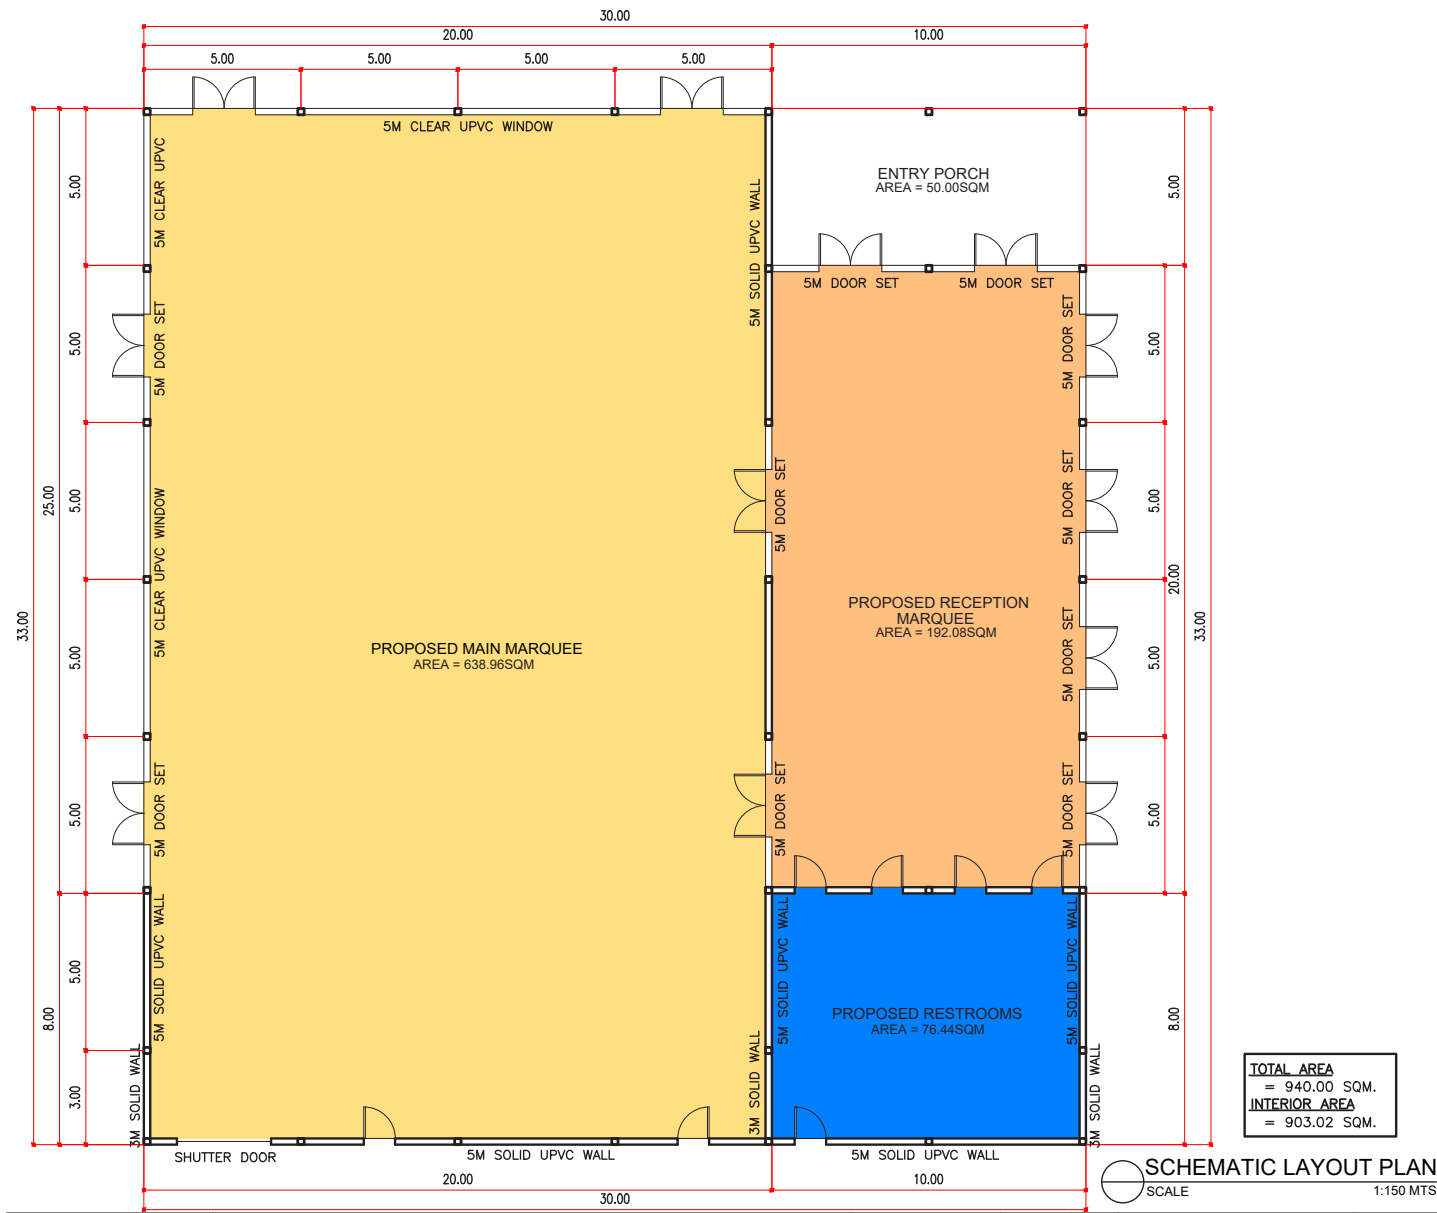 30.00
20.00
10.00
5.00
5.00
5.00
5.00
5M CLEAR UPVC WINDOW
5M CLEAR UPVC
5.00
5M SOLID UPVC WALL
ENTRY PORCH
AREA = 50.00SQM
5.00
5M DOOR SET
5M DOOR SET
5.00
5M DOOR SET
5M DOOR SET
5.00
25.00
5.00
5M CLEAR UPVC WINDOW
5M DOOR SET
5M DOOR SET
5.00
20.00
33.00
5.00
PROPOSED MAIN MARQUEE
AREA = 638.96SQM
PROPOSED RECEPTION
MARQUEE
AREA = 192.08SQM
5M DOOR SET
5.00
33.00
5.00
5M DOOR SET
5M DOOR SET
5M DOOR SET
5.00
8.00
5.00
5M SOLID UPVC WALL
5M SOLID UPVC WALL
PROPOSED RESTROOMS
AREA = 76.44SQM
5M SOLID UPVC WALL
8.00
3.00
3M SOLID WALL
3M SOLID WALL
3M SOLID WALL
TOTAL AREA
= 940.00 SQM.
INTERIOR AREA
= 903.02 SQM.
SHUTTER DOOR
5M SOLID UPVC WALL
5M SOLID UPVC WALL
20.00
10.00
30.00
SCHEMATIC LAYOUT PLAN
SCALE
1:150 MTS